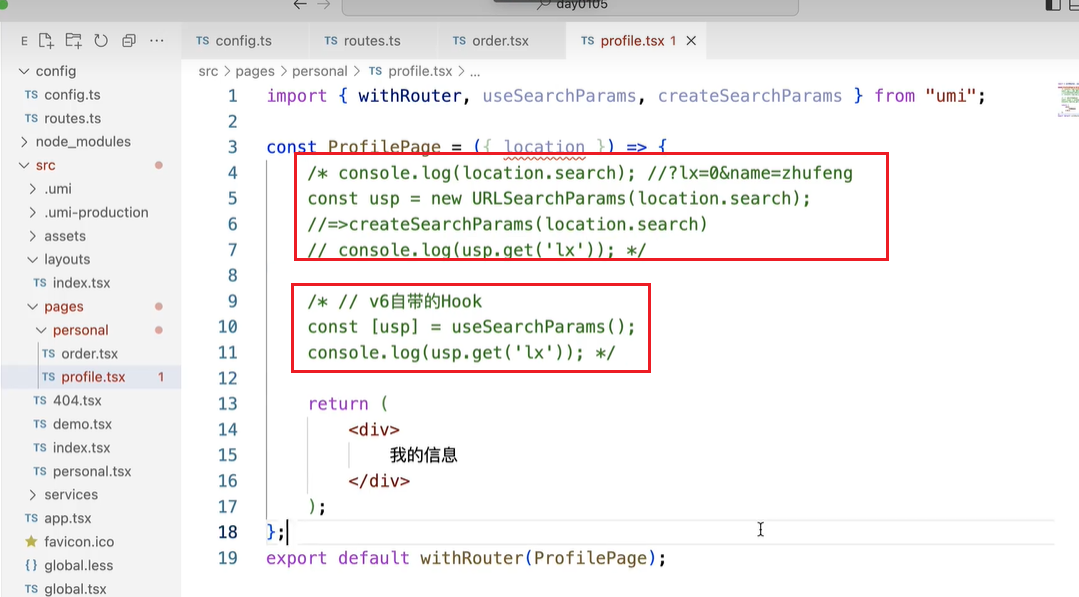 day0105
E
TS config.ts
TS routes.ts
TS order.tsx
TS profile.tsx 1
src > pages > personal > TS profile.tsx > ...
config
TS config.ts
TS routes.ts
node_modules
src
.umi
.umi-production
assets
layouts
TS index.tsx
pages
personal
TS order.tsx
TS profile.tsx 1
TS 404.tsx
TS demo.tsx
TS index.tsx
TS personal.tsx
services
TS app.tsx
favicon.ico
{} global.less
TS global.tsx
1 import { withRouter, useSearchParams, createSearchParams } from "umi";
2
3 const ProfilePage = ({ location }) => {
4 /* console.log(location.search); //?lx=0&name=zhufeng
5 const usp = new URLSearchParams(location.search);
6 //=>createSearchParams(location.search)
7 // console.log(usp.get('lx')); */
8
9 /* // v6自带的Hook
10 const [usp] = useSearchParams();
11 console.log(usp.get('lx')); */
12
13 return (
14 <div>
15 我的信息
16 </div>
17 );
18 };
19 export default withRouter(ProfilePage);